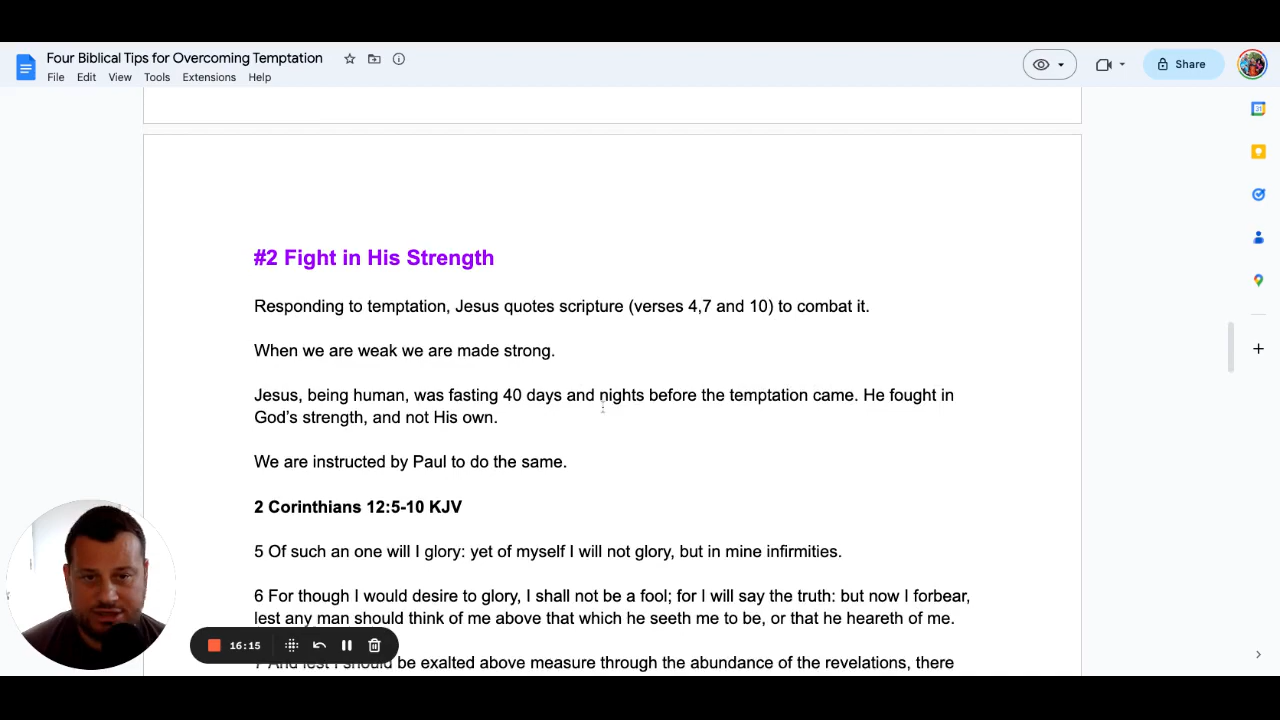 Four Biblical Tips for Overcoming Temptation
File Edit View Tools Extensions Help
Share
#2 Fight in His Strength
Responding to temptation, Jesus quotes scripture (verses 4,7 and 10) to combat it.
When we are weak we are made strong.
Jesus, being human, was fasting 40 days and nights before the temptation came. He fought in
God's strength, and not His own.
We are instructed by Paul to do the same.
2 Corinthians 12:5-10 KJV
5 Of such an one will I glory: yet of myself I will not glory, but in mine infirmities.
6 For though I would desire to glory, I shall not be a fool; for I will say the truth: but now I forbear,
lest any man should think of me above that which he seeth me to be, or that he heareth of me.
16:15
7 And lest I should be exalted above measure through the abundance of the revelations, there